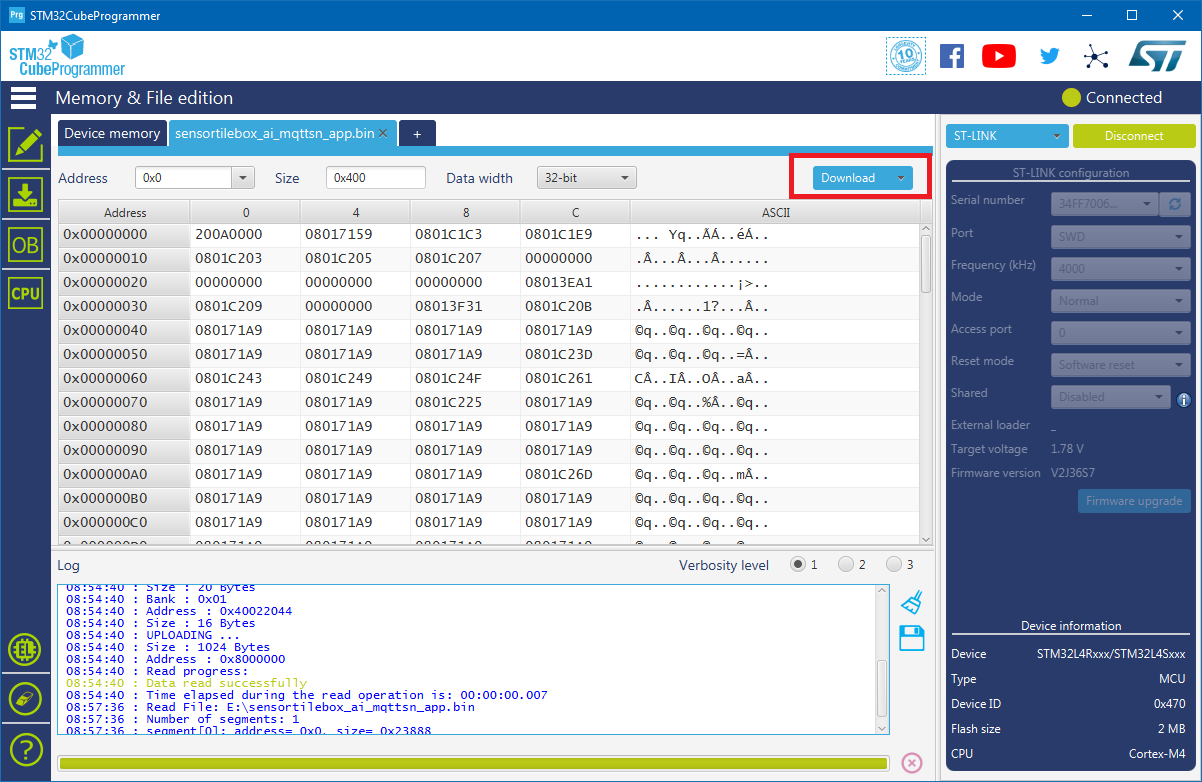 Prg STM32CubeProgrammer
STM32
CubeProgrammer
10
ST
Memory & File edition
Connected
Device memory
sensortilebox_ai_mqttsn_app.bin
+
Address 0x0 Size 0x400 Data width 32-bit Download
Address 0 4 8 C ASCII
0x00000000 200A0000 08017159 0801C1C3 0801C1E9 ... Yq..ÃÁ..éÁ..
0x00000010 0801C203 0801C205 0801C207 00000000 .Â...Â...Â......
0x00000020 00000000 00000000 00000000 08013EA1 ............¡>..
0x00000030 0801C209 00000000 08013F31 0801C20B .Â......1?...Â..
0x00000040 080171A9 080171A9 080171A9 080171A9 ©q..©q..©q..©q..
0x00000050 080171A9 080171A9 080171A9 0801C23D ©q..©q..©q..=Â..
0x00000060 0801C243 0801C249 0801C24F 0801C261 CÂ..IÂ..OÂ..aÂ..
0x00000070 080171A9 080171A9 0801C225 080171A9 ©q..©q..%Â..©q..
0x00000080 080171A9 080171A9 080171A9 080171A9 ©q..©q..©q..©q..
0x00000090 080171A9 080171A9 080171A9 080171A9 ©q..©q..©q..©q..
0x000000A0 080171A9 080171A9 080171A9 0801C26D ©q..©q..©q..mÂ..
0x000000B0 080171A9 080171A9 080171A9 080171A9 ©q..©q..©q..©q..
0x000000C0 080171A9 080171A9 080171A9 080171A9 ©q..©q..©q..©q..
0x000000D0 080171A9 080171A9 080171A9 080171A9 ©q..©q..©q..©q..
Log
Verbosity level 1 2 3
08:54:40 : Size : 20 Bytes
08:54:40 : Bank : 0x01
08:54:40 : Address : 0x40022044
08:54:40 : Size : 16 Bytes
08:54:40 : UPLOADING ...
08:54:40 : Size : 1024 Bytes
08:54:40 : Address : 0x8000000
08:54:40 : Read progress:
08:54:40 : Data read successfully
08:54:40 : Time elapsed during the read operation is: 00:00:00.007
08:57:36 : Read File: E:\sensortilebox_ai_mqttsn_app.bin
08:57:36 : Number of segments: 1
08:57:36 : segment[0]: address= 0x0, size= 0x23888
OB
CPU
?
ST-LINK Disconnect
ST-LINK configuration
Serial number 34FF7006...
Port SWD
Frequency (kHz) 4000
Mode Normal
Access port 0
Reset mode Software reset
Shared Disabled
External loader _
Target voltage 1.78 V
Firmware version V2J36S7
Firmware upgrade
Device information
Device STM32L4Rxxx/STM32L4Sxxx
Type MCU
Device ID 0x470
Flash size 2 MB
CPU Cortex-M4